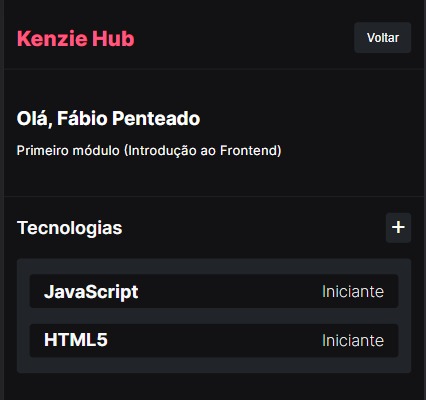 Kenzie Hub
Voltar
Olá, Fábio Penteado
Primeiro módulo (Introdução ao Frontend)
Tecnologias
+
JavaScript
Iniciante
HTML5
Iniciante